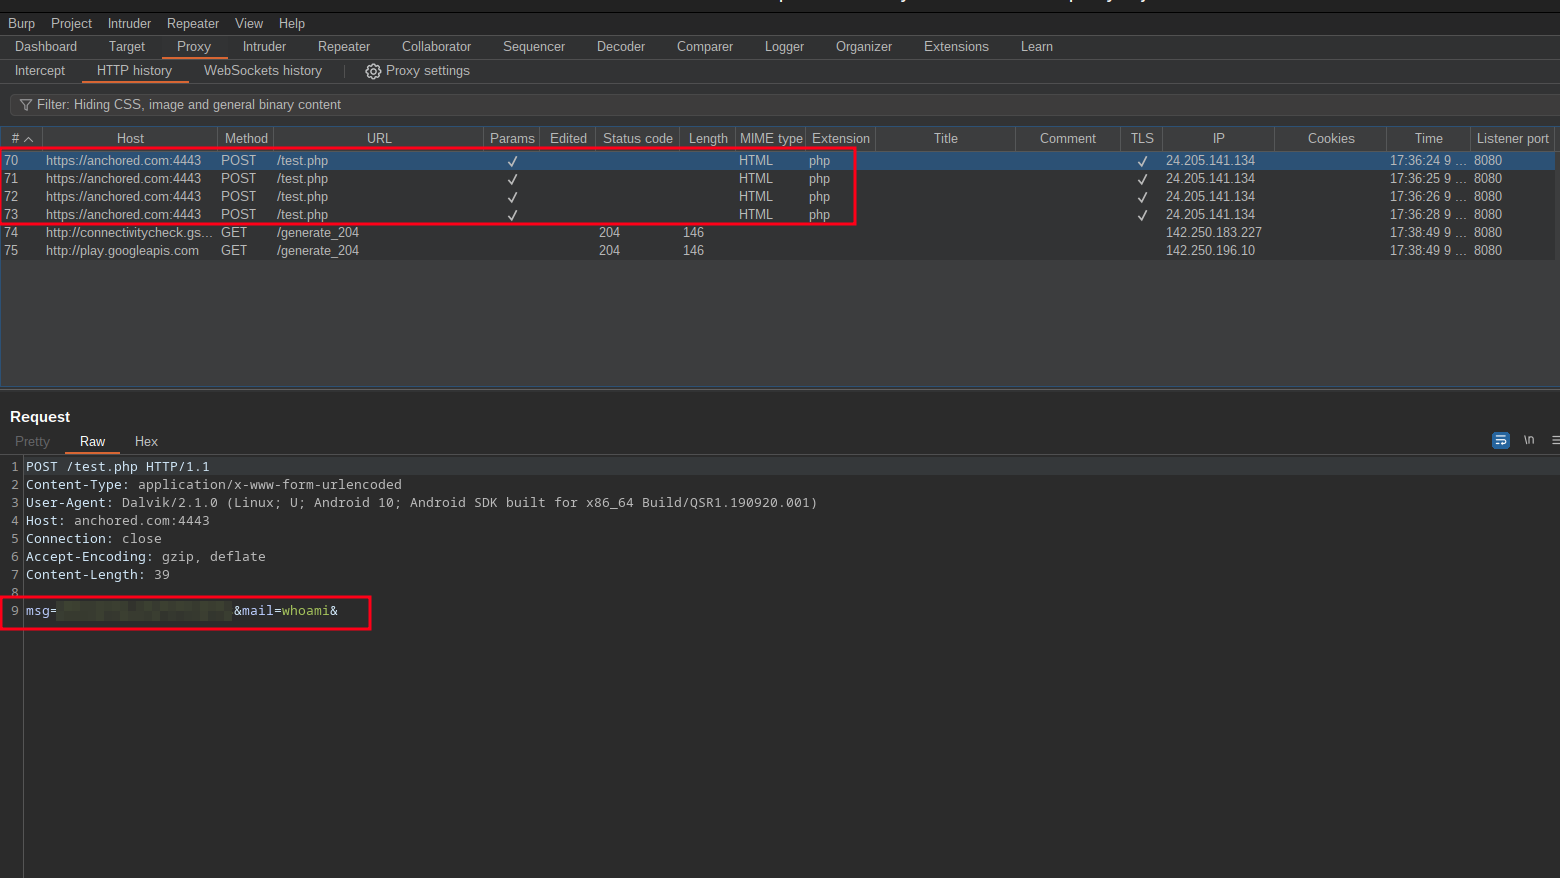 Burp Project Intruder Repeater View Help
Dashboard Target Proxy Intruder Repeater Collaborator Sequencer Decoder Comparer Logger Organizer Extensions Learn
Intercept HTTP history WebSockets history Proxy settings
Filter: Hiding CSS, image and general binary content
# Host Method URL Params Edited Status code Length MIME type Extension Title Comment TLS IP Cookies Time Listener port
70 https://anchored.com:4443 POST /test.php ✓ HTML php ✓ 24.205.141.134 17:36:24 9 ... 8080
71 https://anchored.com:4443 POST /test.php ✓ HTML php ✓ 24.205.141.134 17:36:25 9 ... 8080
72 https://anchored.com:4443 POST /test.php ✓ HTML php ✓ 24.205.141.134 17:36:26 9 ... 8080
73 https://anchored.com:4443 POST /test.php ✓ HTML php ✓ 24.205.141.134 17:36:28 9 ... 8080
74 http://connectivitycheck.gs... GET /generate_204 204 146 142.250.183.227 17:38:49 9 ... 8080
75 http://play.googleapis.com GET /generate_204 204 146 142.250.196.10 17:38:49 9 ... 8080
Request
Pretty Raw Hex \n
1 POST /test.php HTTP/1.1
2 Content-Type: application/x-www-form-urlencoded
3 User-Agent: Dalvik/2.1.0 (Linux; U; Android 10; Android SDK built for x86_64 Build/QSR1.190920.001)
4 Host: anchored.com:4443
5 Connection: close
6 Accept-Encoding: gzip, deflate
7 Content-Length: 39
8
9 msg= &mail=whoami&